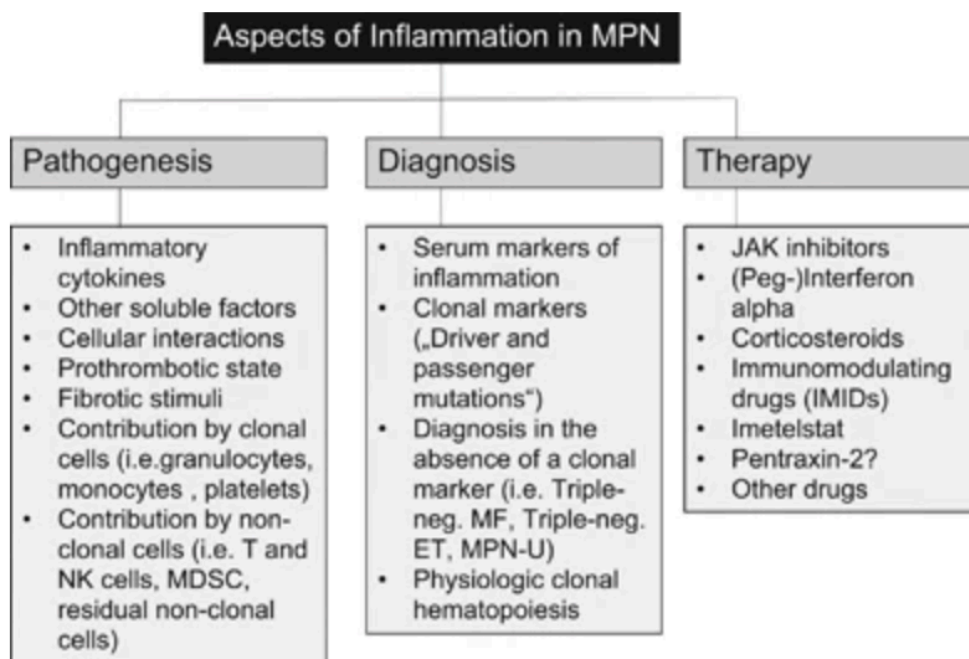 Aspects of Inflammation in MPN
Pathogenesis
• Inflammatory
cytokines
• Other soluble factors
• Cellular interactions
• Prothrombotic state
• Fibrotic stimuli
• Contribution by clonal
cells (i.e.granulocytes,
monocytes , platelets)
• Contribution by non-
clonal cells (i.e. T and
NK cells, MDSC,
residual non-clonal
cells)
Diagnosis
• Serum markers of
inflammation
• Clonal markers
(„Driver and
passenger
mutations“)
• Diagnosis in the
absence of a clonal
marker (i.e. Triple-
neg. MF, Triple-neg.
ET, MPN-U)
• Physiologic clonal
hematopoiesis
Therapy
• JAK inhibitors
• (Peg-)Interferon
alpha
• Corticosteroids
• Immunomodulating
drugs (IMIDs)
• Imetelstat
• Pentraxin-2?
• Other drugs